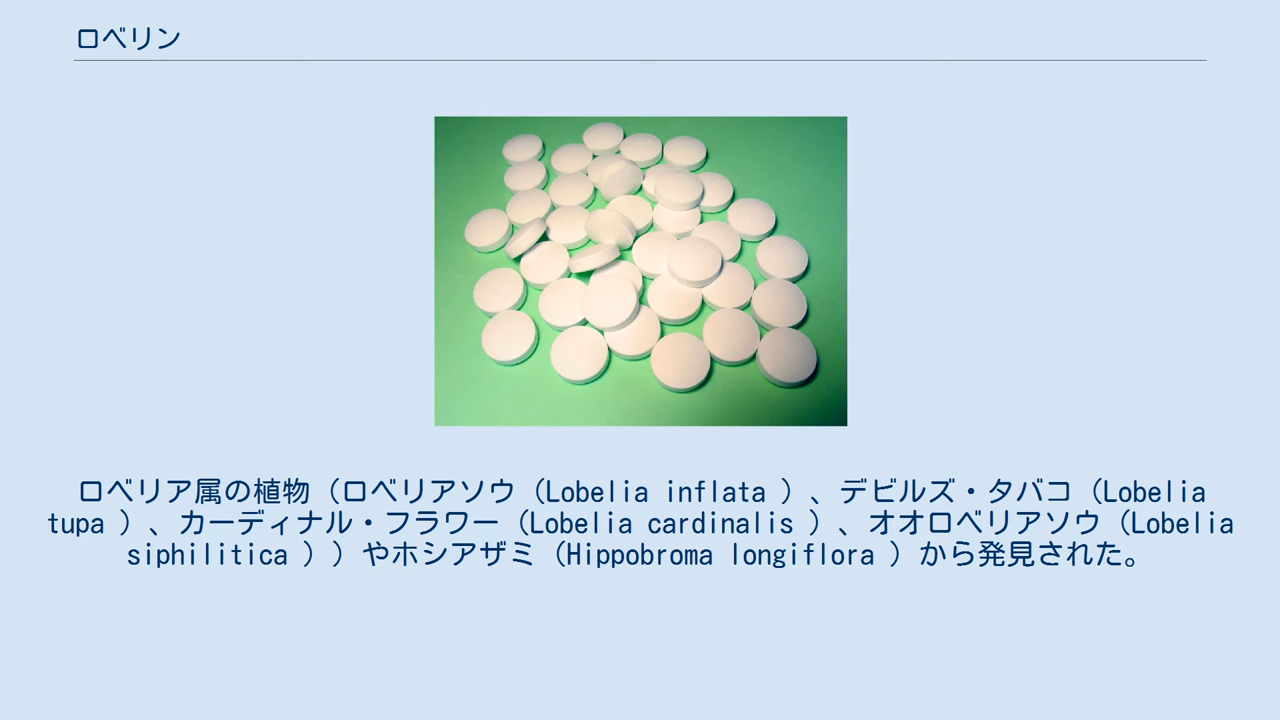 ロベリン
ロベリア属の植物（ロベリアソウ（Lobelia inflata ）、デビルズ・タバコ（Lobelia
tupa ）、カーディナル・フラワー（Lobelia cardinalis ）、オオロベリアソウ（Lobelia
siphilitica ））やホシアザミ（Hippobroma longiflora ）から発見された。